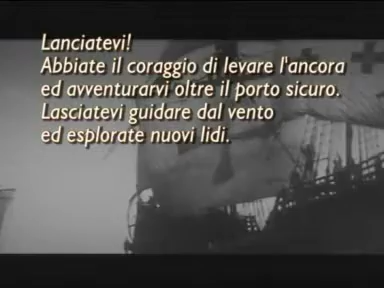 Lanciatevi!
Abbiate il coraggio di levare l'ancora
ed avventurarvi oltre il porto sicuro.
Lasciatevi guidare dal vento
ed esplorate nuovi lidi.